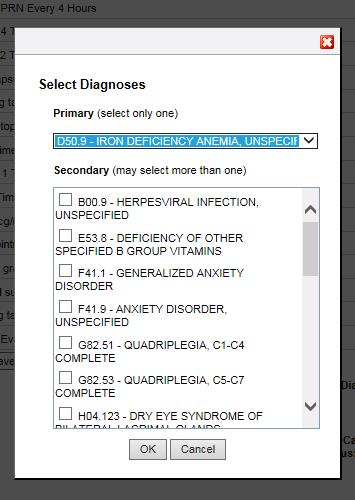 PRN Every 4 Hours
Select Diagnoses
Primary (select only one)
D50.9 - IRON DEFICIENCY ANEMIA, UNSPECIF
Secondary (may select more than one)
B00.9 - HERPESVIRAL INFECTION,
UNSPECIFIED
E53.8 - DEFICIENCY OF OTHER
SPECIFIED B GROUP VITAMINS
F41.1 - GENERALIZED ANXIETY
DISORDER
F41.9 - ANXIETY DISORDER,
UNSPECIFIED
G82.51 - QUADRIPLEGIA, C1-C4
COMPLETE
G82.53 - QUADRIPLEGIA, C5-C7
COMPLETE
H04.123 - DRY EYE SYNDROME OF
BILATERAL LACRIMAL GLANDS
OK Cancel